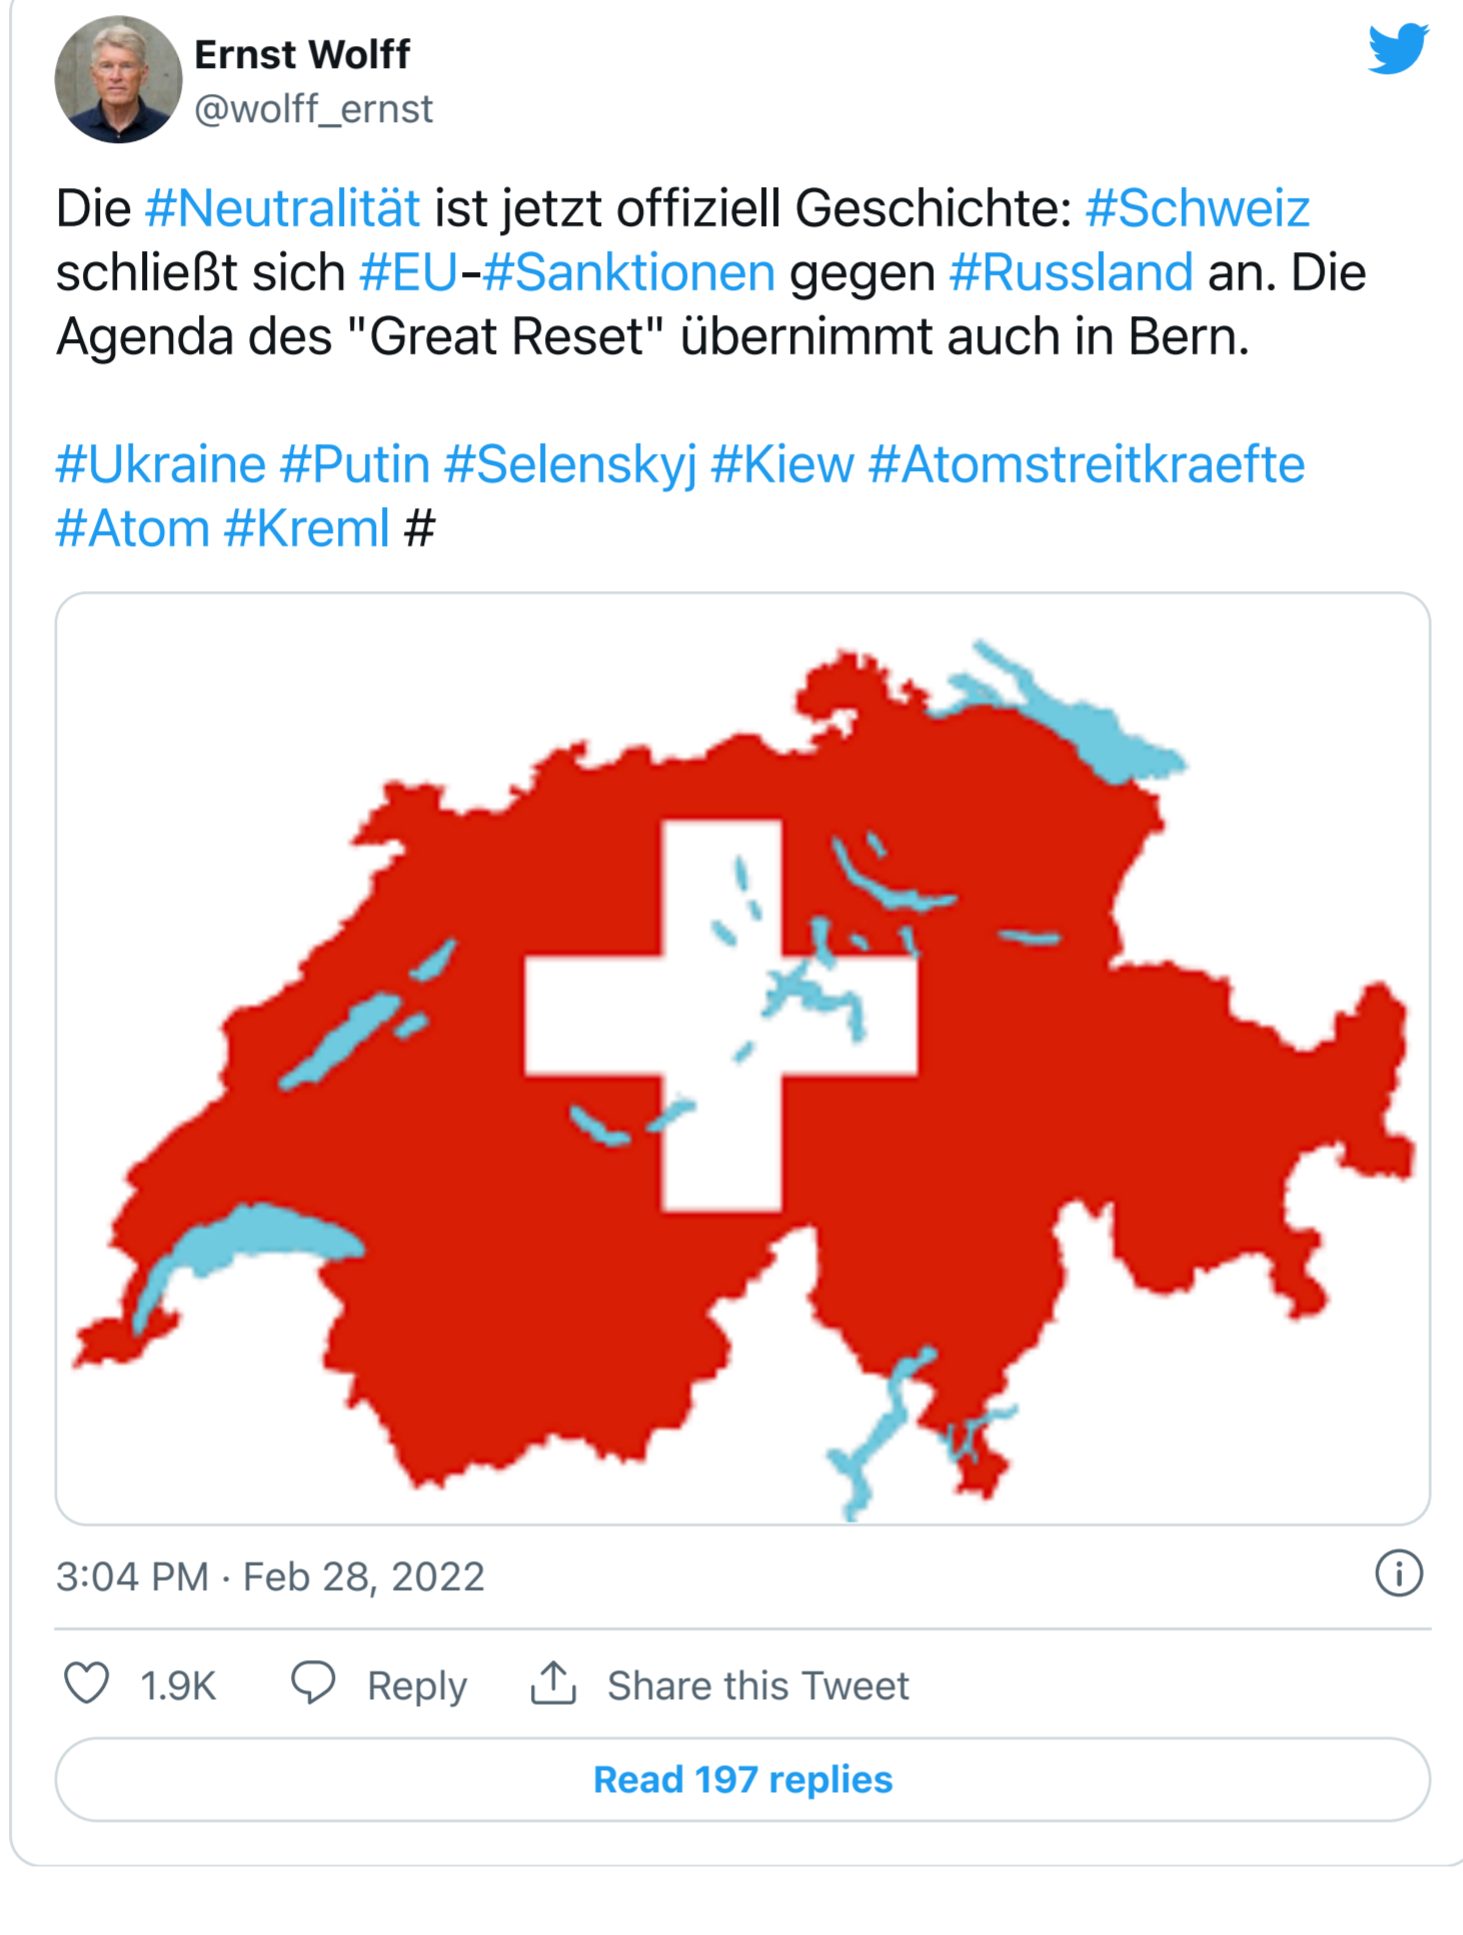 Ernst Wolff
@wolff_ernst
Die #Neutralität ist jetzt offiziell Geschichte: #Schweiz
schließt sich #EU-#Sanktionen gegen #Russland an. Die
Agenda des "Great Reset" übernimmt auch in Bern.
#Ukraine #Putin #Selenskyj #Kiew #Atomstreitkraefte
#Atom #Kreml #
3:04 PM · Feb 28, 2022
1.9K Reply Share this Tweet
Read 197 replies